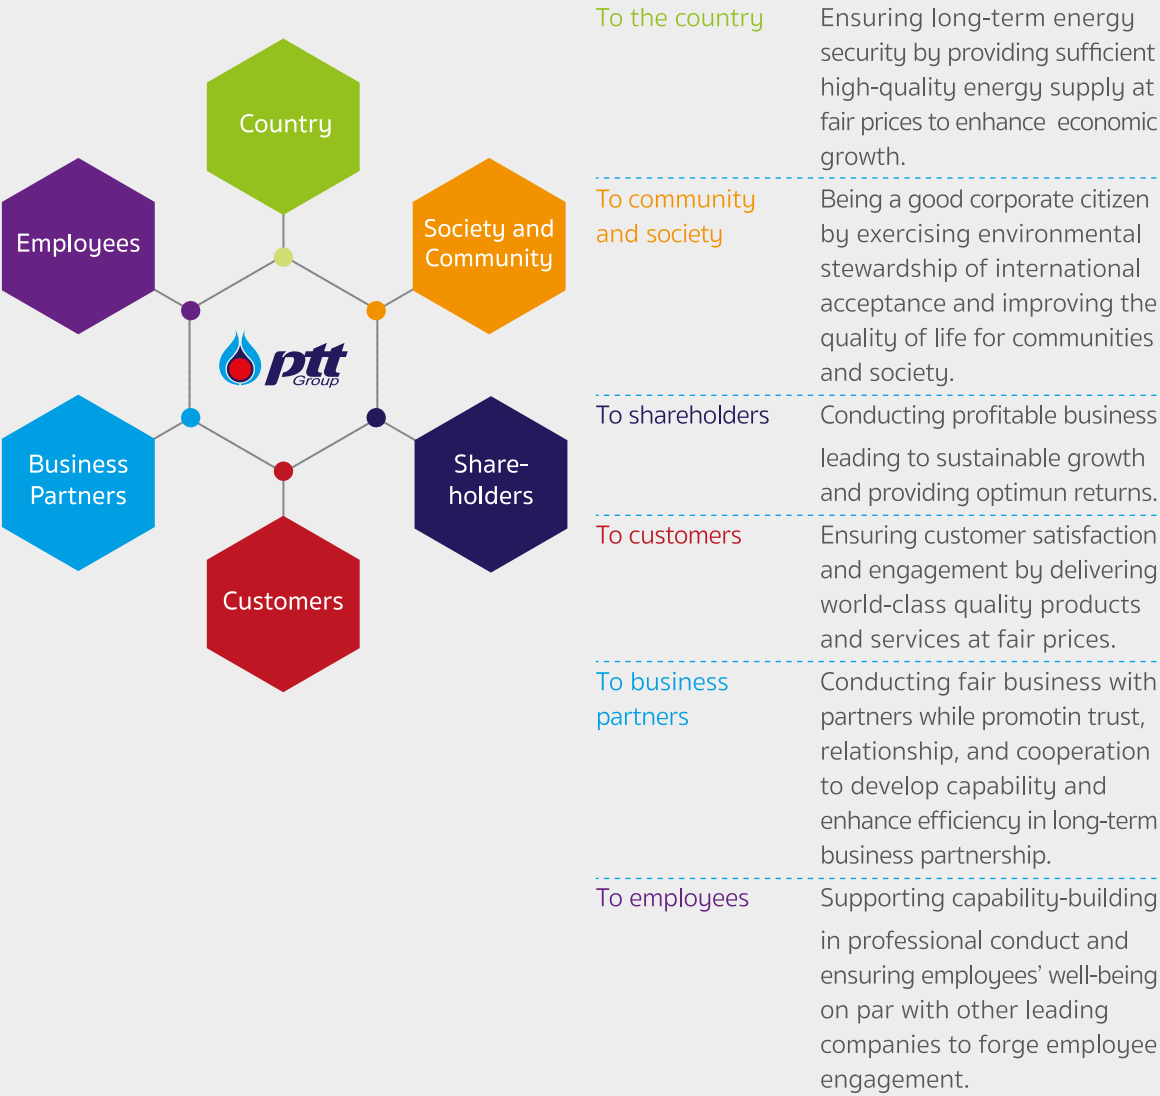 Country
Employees
Society and
Community
ptt
Group
Business
Partners
Share-
holders
Customers
To the country
Ensuring long-term energy
security by providing sufficient
high-quality energy supply at
fair prices to enhance economic
growth.
To community
and society
Being a good corporate citizen
by exercising environmental
stewardship of international
acceptance and improving the
quality of life for communities
and society.
To shareholders
Conducting profitable business
leading to sustainable growth
and providing optimun returns.
To customers
Ensuring customer satisfaction
and engagement by delivering
world-class quality products
and services at fair prices.
To business
partners
Conducting fair business with
partners while promotin trust,
relationship, and cooperation
to develop capability and
enhance efficiency in long-term
business partnership.
To employees
Supporting capability-building
in professional conduct and
ensuring employees’ well-being
on par with other leading
companies to forge employee
engagement.